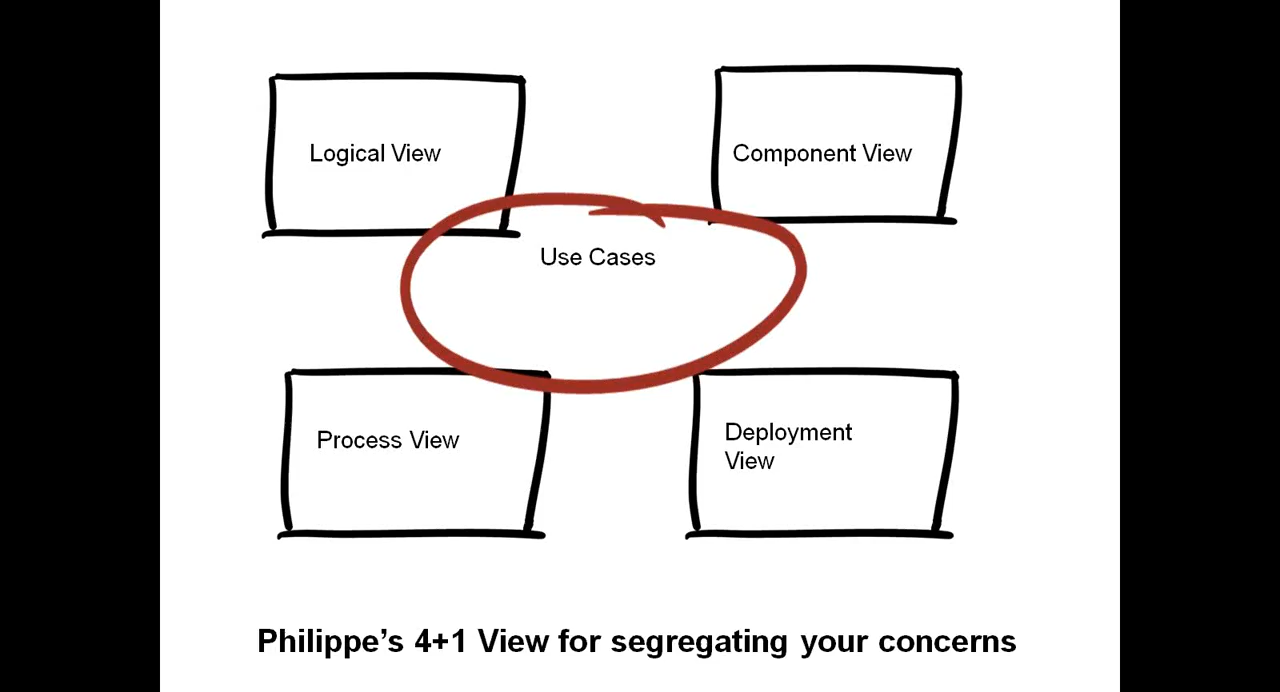 Logical View
Component View
Use Cases
Process View
Deployment
View
Philippe’s 4+1 View for segregating your concerns